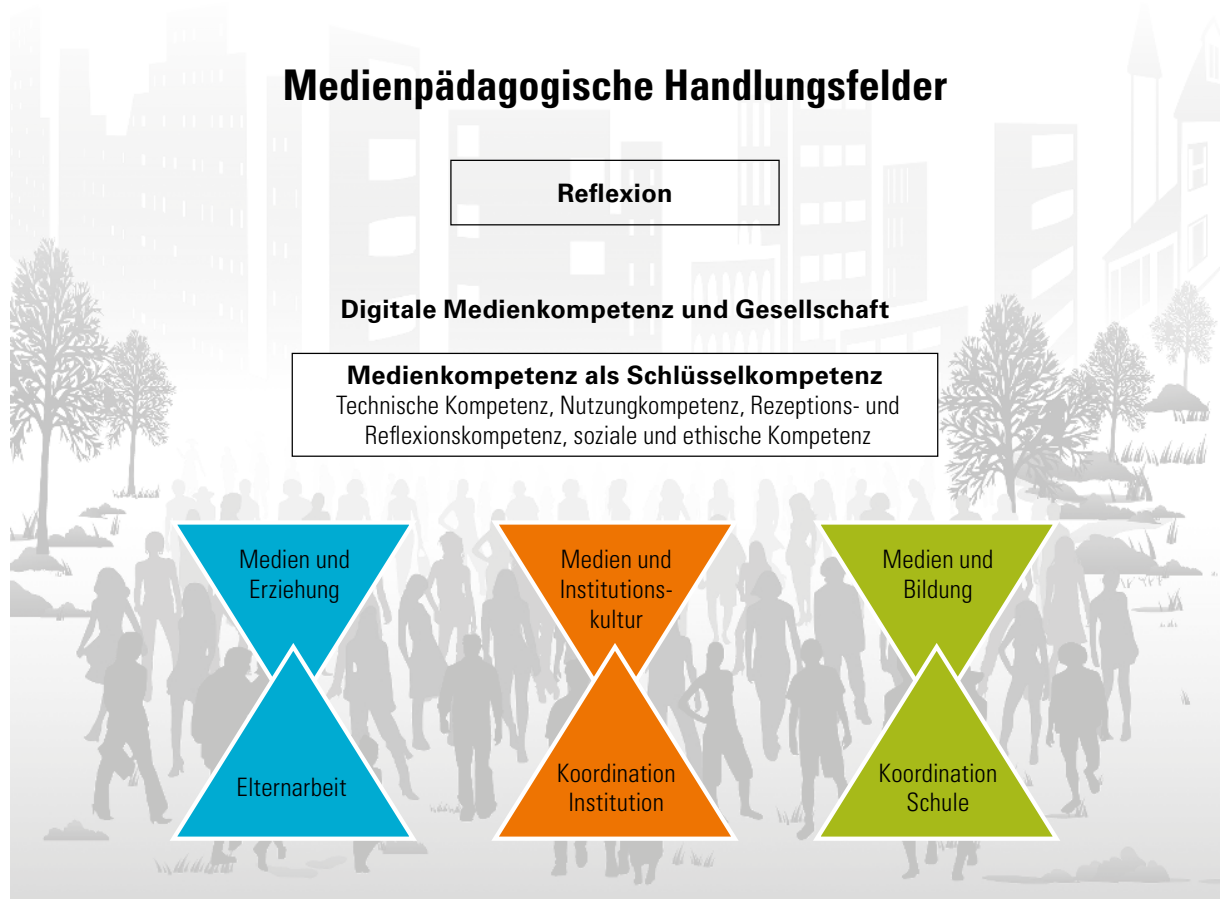 Medienpädagogische Handlungsfelder
Reflexion
Digitale Medienkompetenz und Gesellschaft
Medienkompetenz als Schlüsselkompetenz
Technische Kompetenz, Nutzungkompetenz, Rezeptions- und
Reflexionskompetenz, soziale und ethische Kompetenz
Medien und
Erziehung
Elternarbeit
Medien und
Institutions-
kultur
Koordination
Institution
Medien und
Bildung
Koordination
Schule